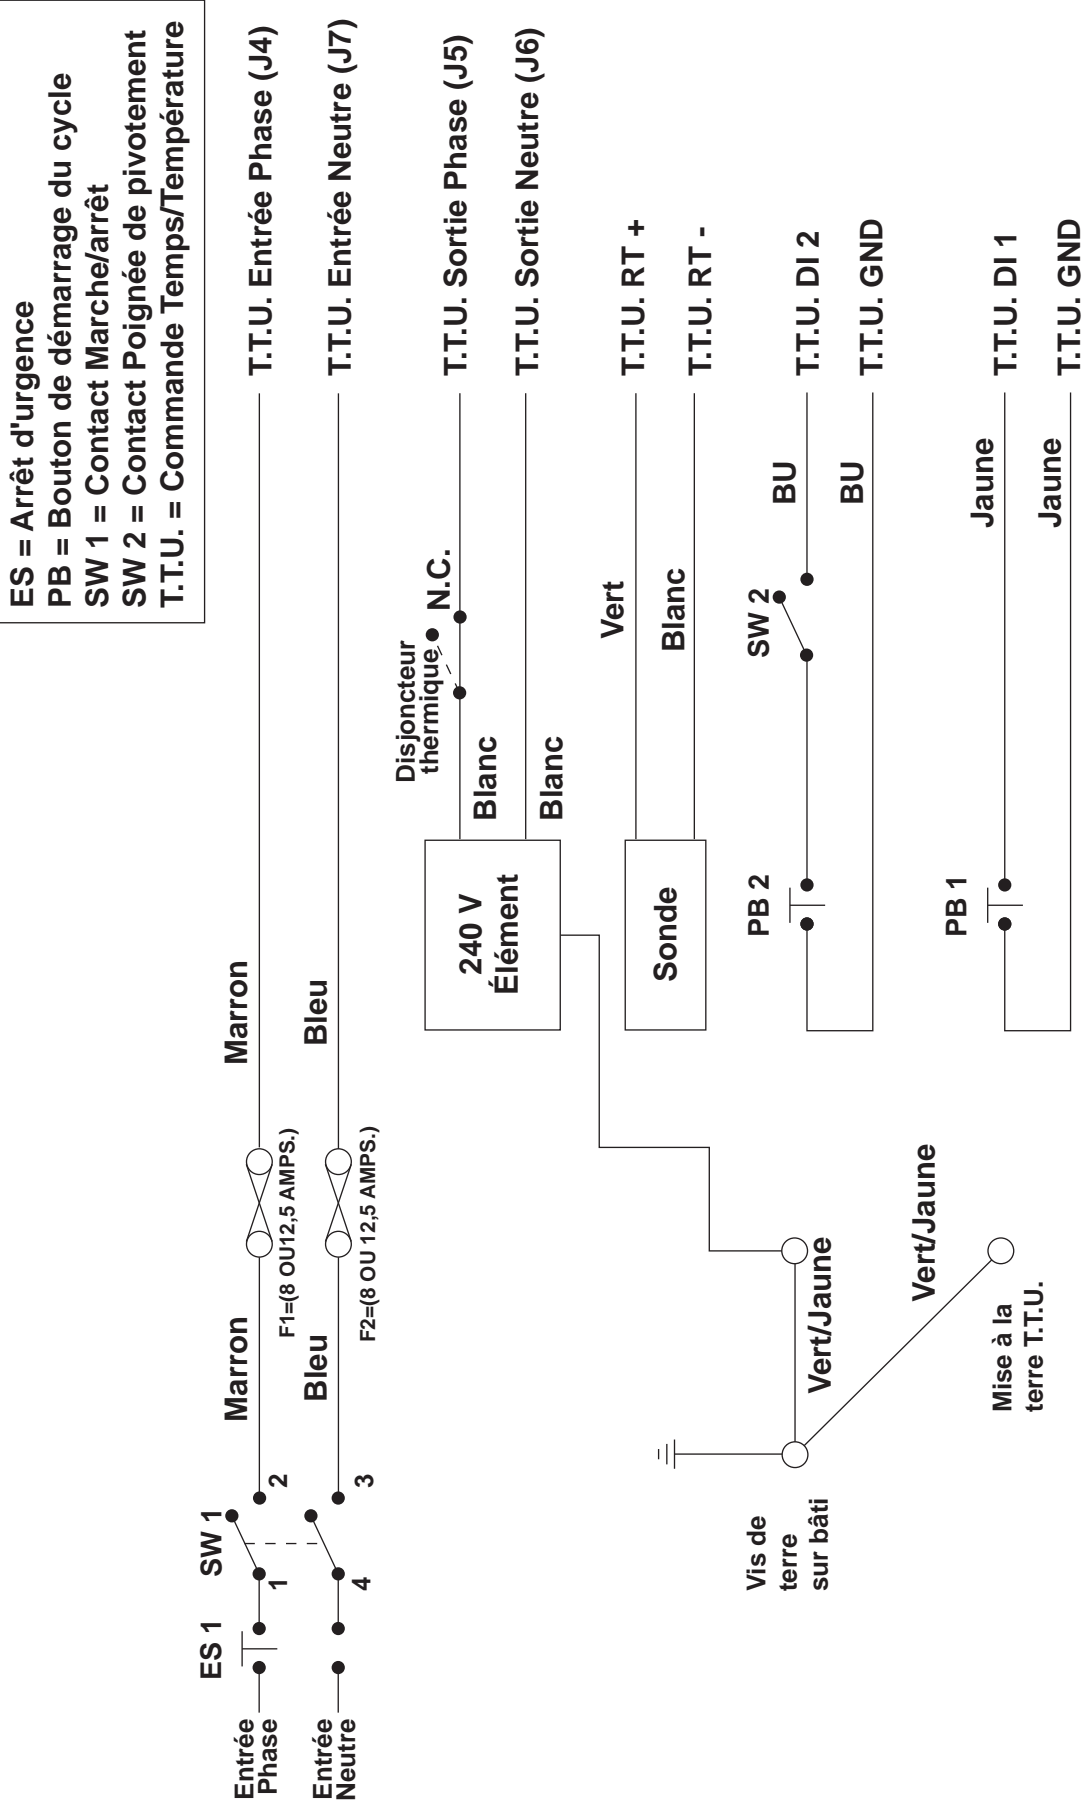 ES = Arrêt d'urgence
PB = Bouton de démarrage du cycle
SW 1 = Contact Marche/arrêt
SW 2 = Contact Poignée de pivotement
T.T.U. = Commande Temps/Température
Entrée
Phase
ES 1
SW 1
1
2
Marron
F1=(8 OU12,5 AMPS.)
Marron
T.T.U. Entrée Phase (J4)
Entrée
Neutre
4
3
Bleu
F2=(8 OU 12,5 AMPS.)
Bleu
T.T.U. Entrée Neutre (J7)
Disjoncteur
thermique
N.C.
Blanc
T.T.U. Sortie Phase (J5)
240 V
Élément
Blanc
T.T.U. Sortie Neutre (J6)
Vert
T.T.U. RT +
Sonde
Blanc
T.T.U. RT -
PB 2
SW 2
BU
T.T.U. DI 2
BU
T.T.U. GND
PB 1
Jaune
T.T.U. DI 1
Jaune
T.T.U. GND
Vis de
terre
sur bâti
Vert/Jaune
Vert/Jaune
Mise à la
terre T.T.U.